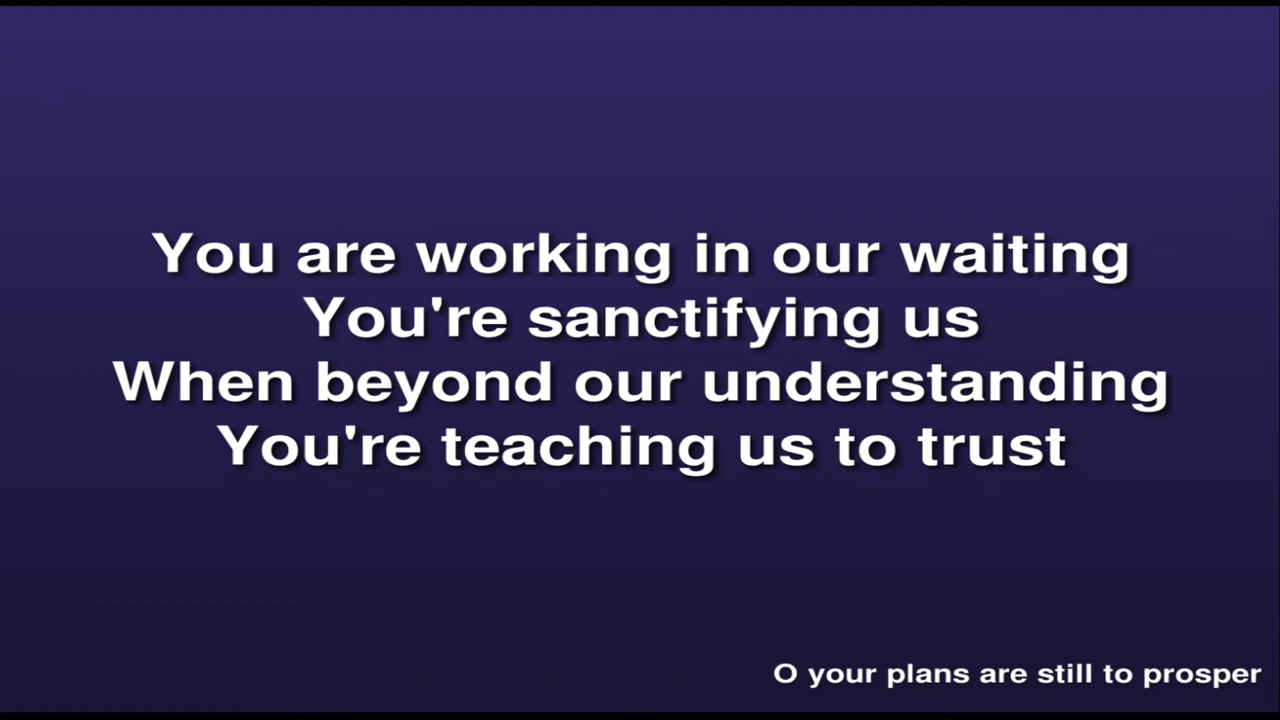 You are working in our waiting
You're sanctifying us
When beyond our understanding
You're teaching us to trust
O your plans are still to prosper